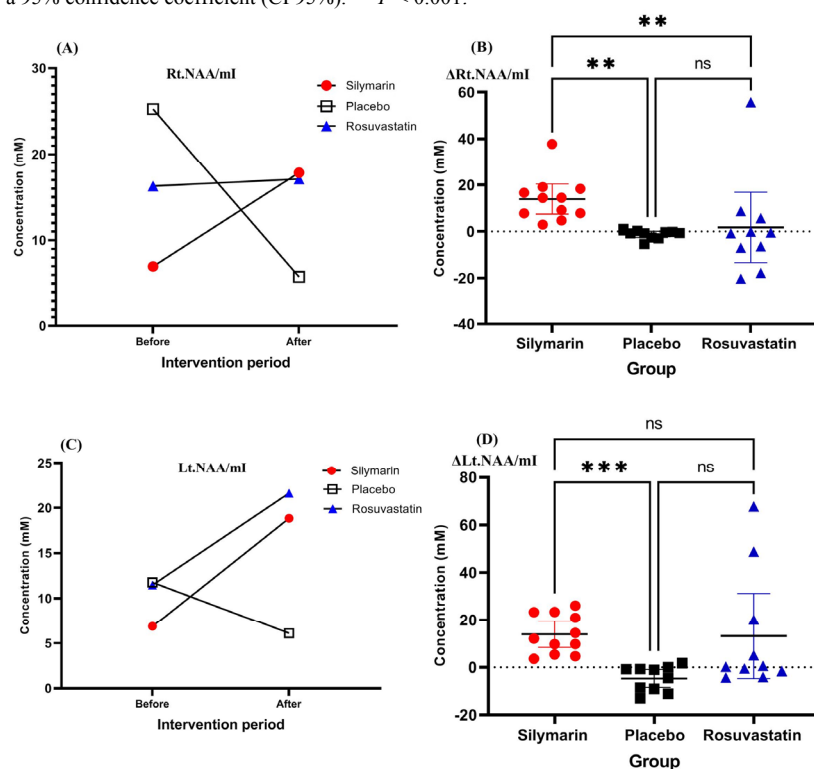 a 95% confidence coefficient (CI 95%). *** P < 0.001.
(A)
Rt.NAA/mI
Silymarin
Placebo
Rosuvastatin
Concentration (mM)
30
20
10
0
Before
After
Intervention period
(B)
ΔRt.NAA/mI
**
**
ns
Concentration (mM)
60
40
20
0
-20
-40
Silymarin
Placebo
Rosuvastatin
Group
(C)
Lt.NAA/mI
Silymarin
Placebo
Rosuvastatin
Concentration (mM)
25
20
15
10
5
0
Before
After
Intervention period
(D)
ΔLt.NAA/mI
ns
***
ns
Concentration (mM)
80
60
40
20
0
-20
Silymarin
Placebo
Rosuvastatin
Group